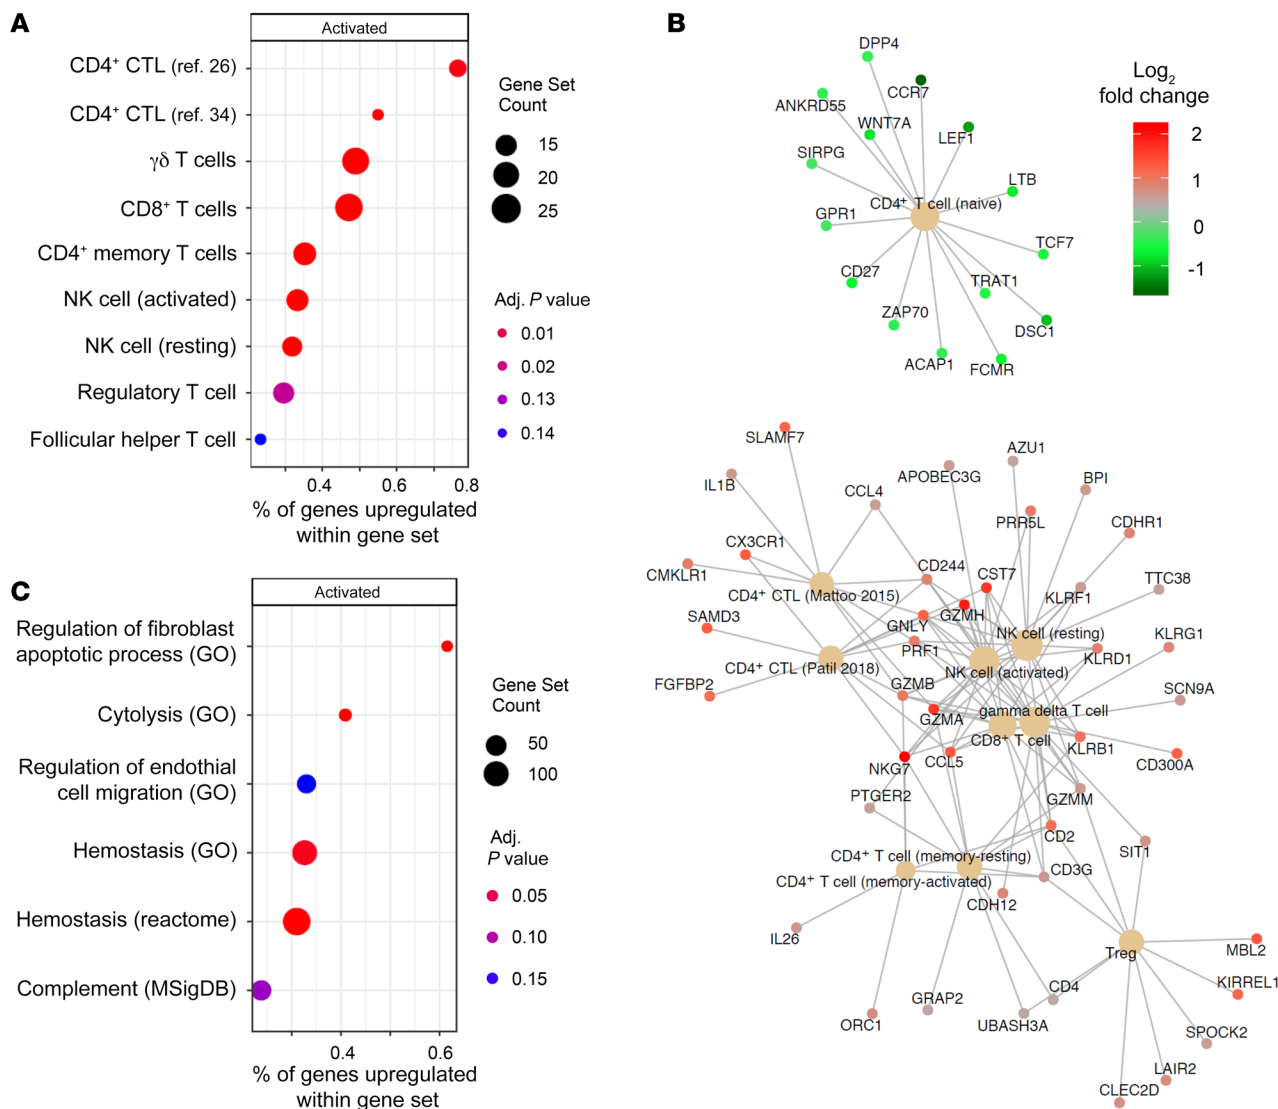 A
Activated
CD4⁺ CTL (ref. 26)
CD4⁺ CTL (ref. 34)
γδ T cells
CD8⁺ T cells
CD4⁺ memory T cells
NK cell (activated)
NK cell (resting)
Regulatory T cell
Follicular helper T cell
0.4 0.6 0.8
% of genes upregulated
within gene set
Gene Set
Count
15
20
25
Adj. P value
0.01
0.02
0.13
0.14
B
DPP4
CCR7
ANKRD55
WNT7A
LEF1
SIRPG
LTB
CD4⁺ T cell (naive)
GPR1
TCF7
CD27
TRAT1
ZAP70
DSC1
ACAP1
FCMR
Log₂
fold change
2
1
0
-1
SLAMF7
AZU1
IL1B
APOBEC3G
BPI
CCL4
PRR5L
CDHR1
CX3CR1
CMKLR1
CD244
CST7
TTC38
CD4⁺ CTL (Mattoo 2015)
KLRF1
SAMD3
GZMH
GNLY
NK cell (resting)
KLRG1
PRF1
KLRD1
CD4⁺ CTL (Patil 2018)
NK cell (activated)
FGFBP2
GZMB
SCN9A
gamma delta T cell
GZMA
CD8⁺ T cell
KLRB1
NKG7
CCL5
CD300A
PTGER2
GZMM
CD2
SIT1
CD4⁺ T cell (memory-resting)
CD3G
CD4⁺ T cell (memory-activated)
CDH12
IL26
MBL2
Treg
KIRREL1
CD4
GRAP2
ORC1
UBASH3A
SPOCK2
LAIR2
CLEC2D
C
Activated
Regulation of fibroblast
apoptotic process (GO)
Cytolysis (GO)
Regulation of endothial
cell migration (GO)
Hemostasis (GO)
Hemostasis (reactome)
Complement (MSigDB)
0.4 0.6
% of genes upregulated
within gene set
Gene Set
Count
50
100
Adj.
P value
0.05
0.10
0.15